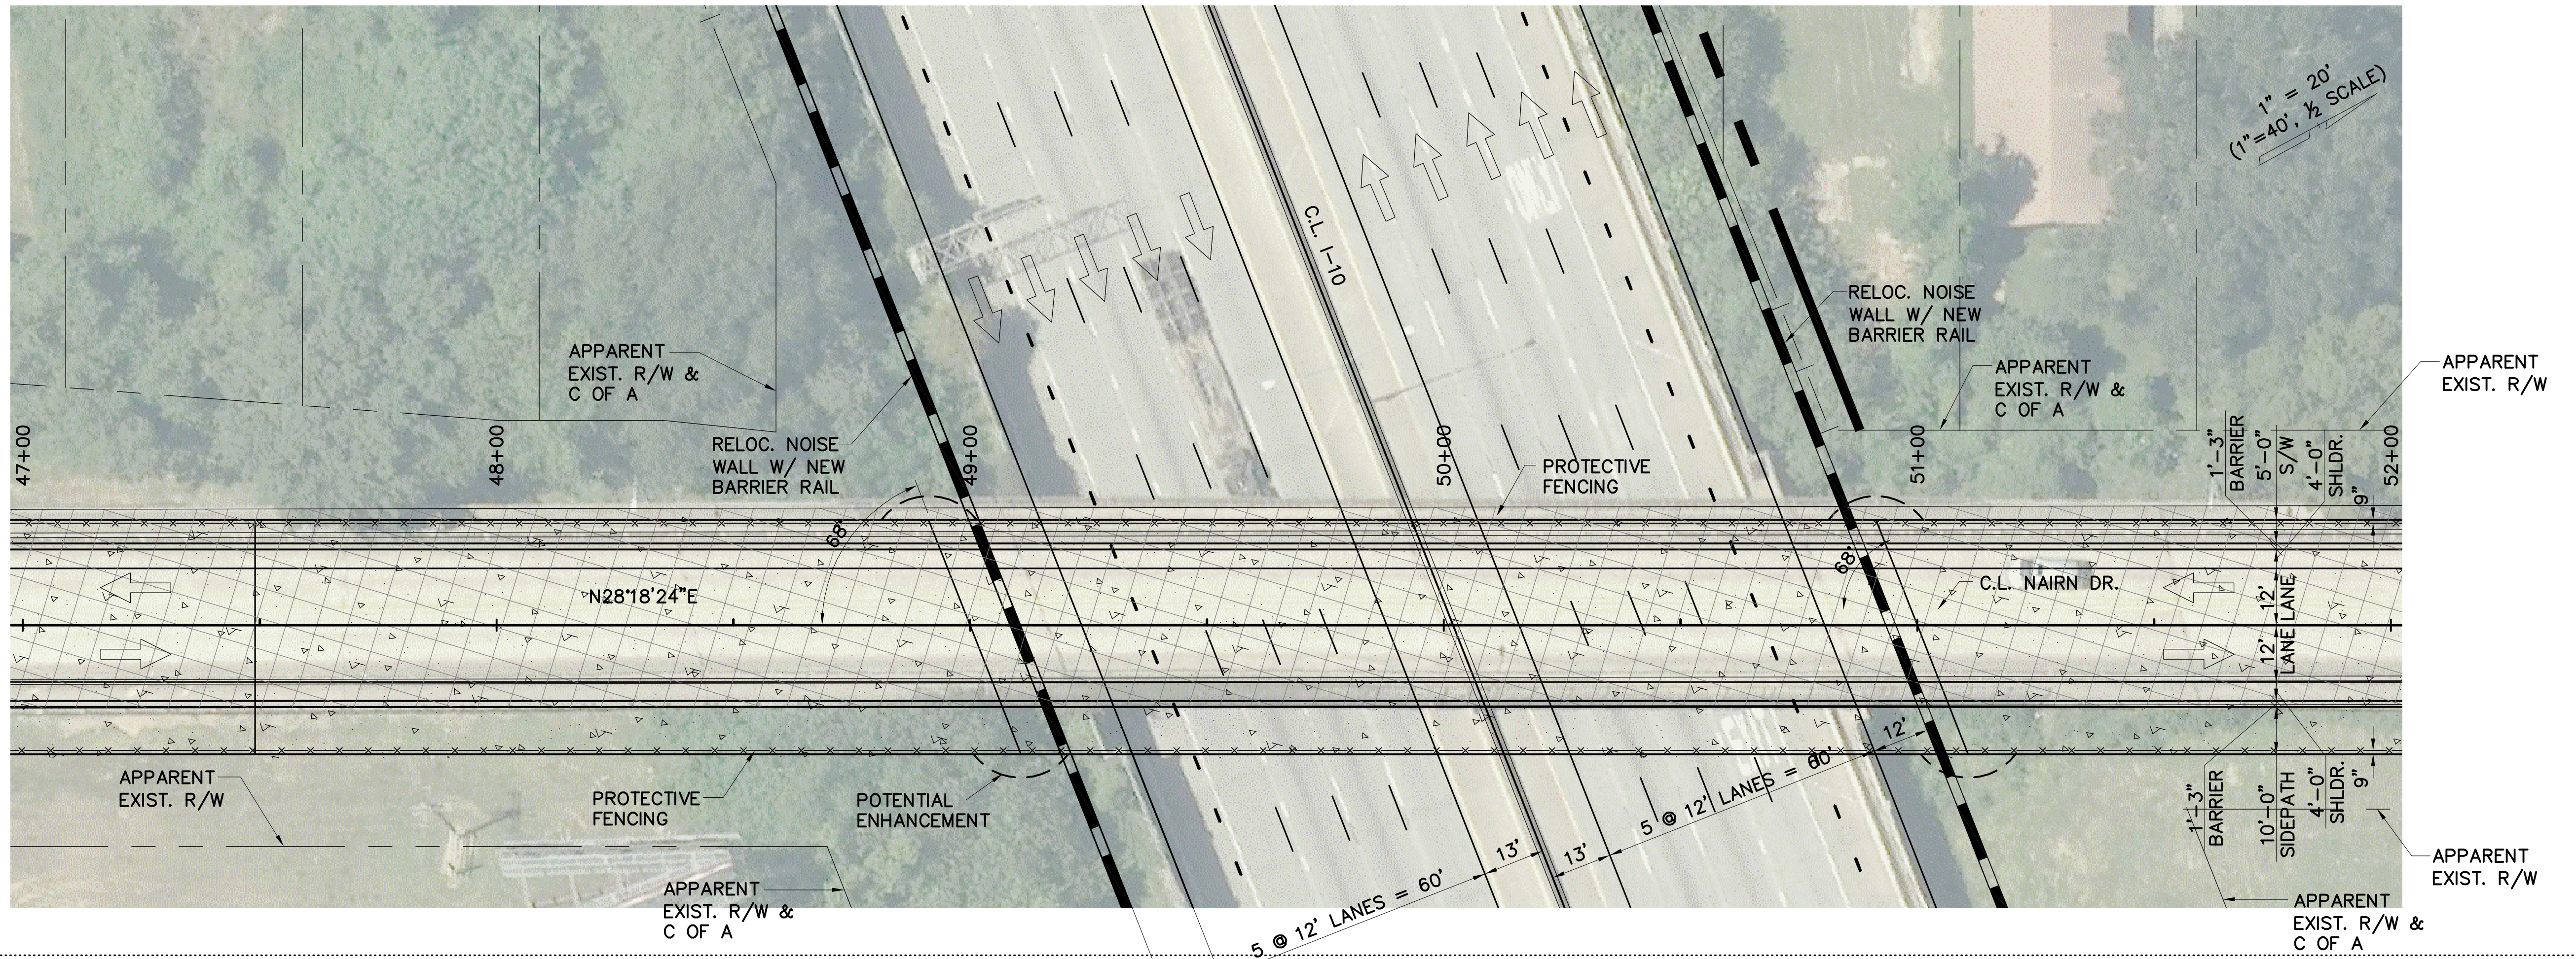 1" = 20'
(1"=40', ½ SCALE)
C.L. I-10
RELOC. NOISE
WALL W/ NEW
BARRIER RAIL
APPARENT
EXIST. R/W &
C OF A
APPARENT
EXIST. R/W &
C OF A
APPARENT
EXIST. R/W
RELOC. NOISE
WALL W/ NEW
BARRIER RAIL
PROTECTIVE
FENCING
47+00
48+00
49+00
50+00
51+00
52+00
1'-3"
BARRIER
5'-0"
S/W
4'-0"
SHLDR.
9"
68'
68'
N28°18'24"E
C.L. NAIRN DR.
12'
LANE
12'
LANE
12'
APPARENT
EXIST. R/W
PROTECTIVE
FENCING
POTENTIAL
ENHANCEMENT
5 @ 12' LANES = 60'
13'
13'
5 @ 12' LANES = 60'
1'-3"
BARRIER
10'-0"
SIDEPATH
4'-0"
SHLDR.
9"
APPARENT
EXIST. R/W
APPARENT
EXIST. R/W &
C OF A
APPARENT
EXIST. R/W &
C OF A